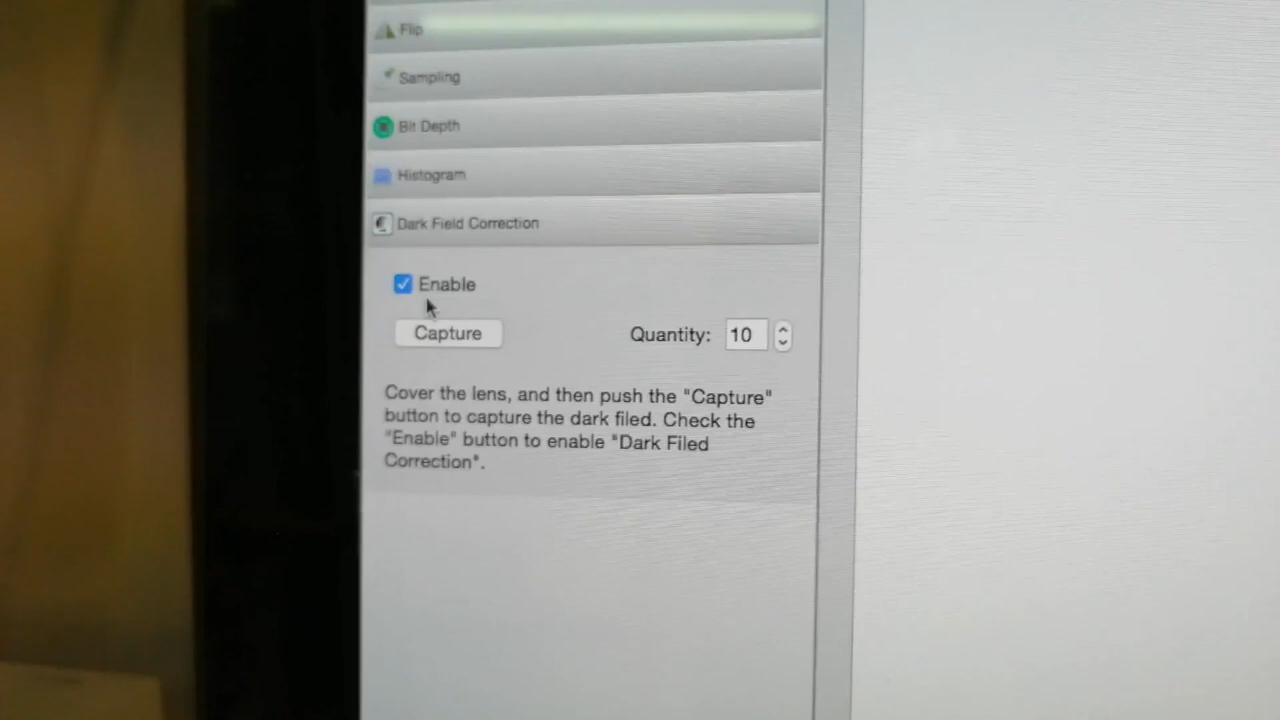 Flip
Sampling
Bit Depth
Histogram
Dark Field Correction
Enable
Capture Quantity: 10
Cover the lens, and then push the "Capture"
button to capture the dark filed. Check the
"Enable" button to enable "Dark Filed
Correction".